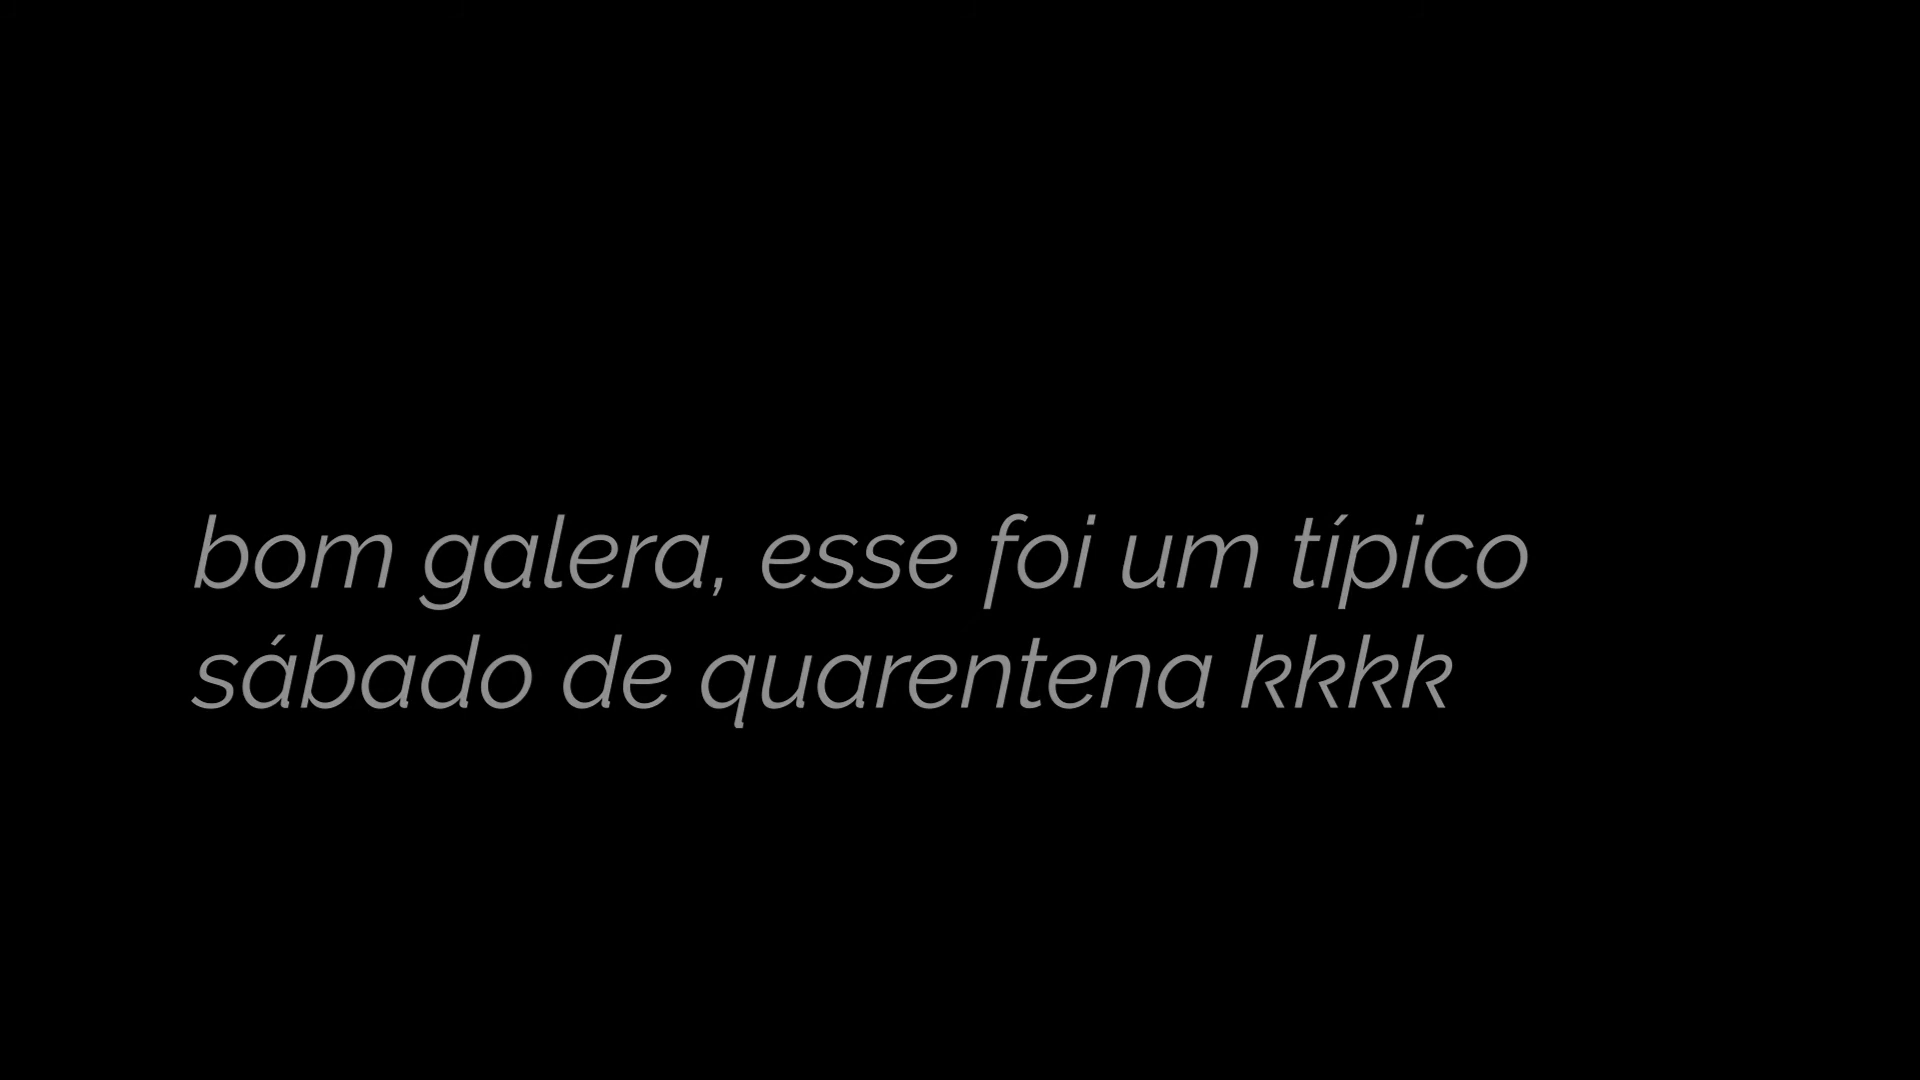 bom galera, esse foi um típico
sábado de quarentena kkkk